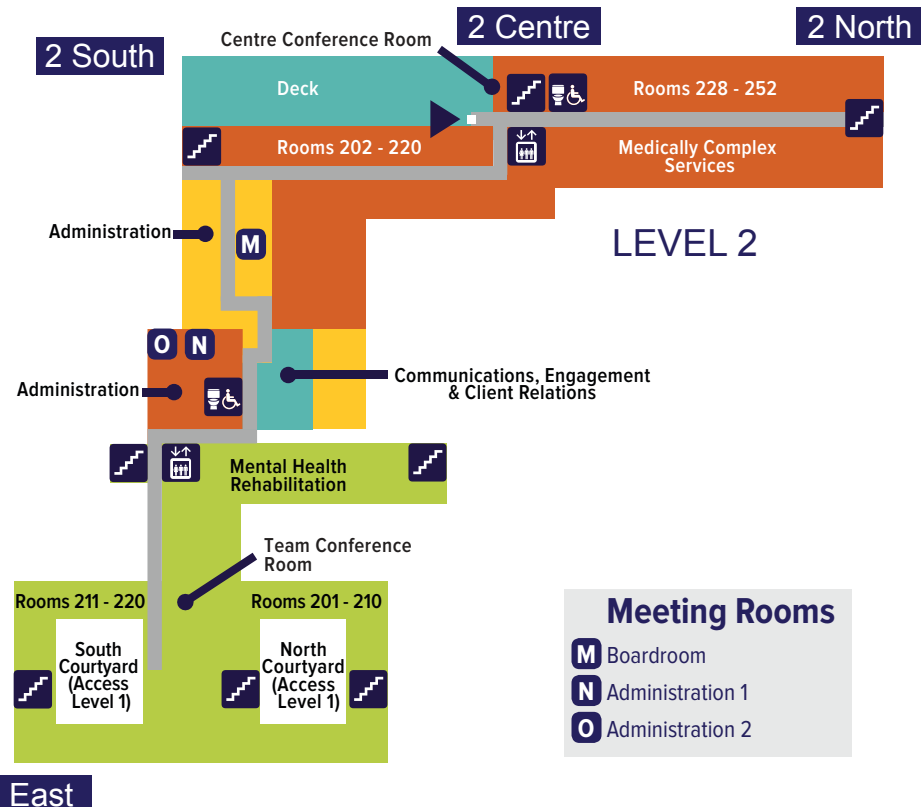 2 South
2 Centre
2 North
Centre Conference Room
Deck
Rooms 228 - 252
Rooms 202 - 220
Medically Complex
Services
Administration
M
LEVEL 2
O
N
Administration
Communications, Engagement
& Client Relations
Mental Health
Rehabilitation
Team Conference
Room
Rooms 211 - 220
Rooms 201 - 210
South
Courtyard
(Access
Level 1)
North
Courtyard
(Access
Level 1)
Meeting Rooms
M Boardroom
N Administration 1
O Administration 2
East